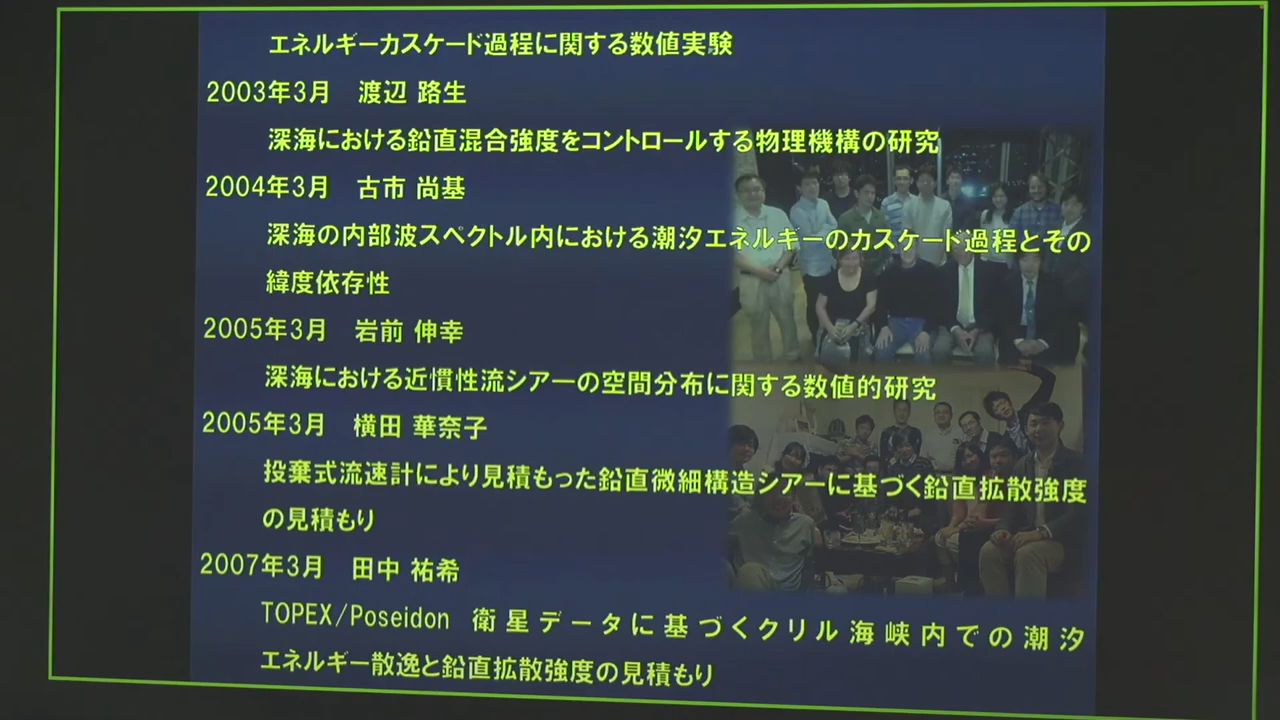 エネルギーカスケード過程に関する数値実験
2003年3月 渡辺 路生
深海における鉛直混合強度をコントロールする物理機構の研究
2004年3月 古市 尚基
深海の内部波スペクトル内における潮汐エネルギーのカスケード過程とその
緯度依存性
2005年3月 岩前 伸幸
深海における近慣性流シアーの空間分布に関する数値的研究
2005年3月 横田 華奈子
投棄式流速計により見積もった鉛直微細構造シアーに基づく鉛直拡散強度
の見積もり
2007年3月 田中 祐希
TOPEX/Poseidon 衛星データに基づくクリル海峡内での潮汐
エネルギー散逸と鉛直拡散強度の見積もり